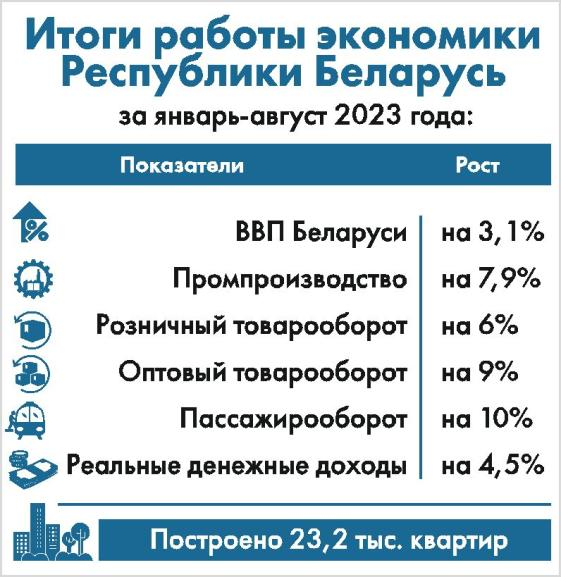 Итоги работы экономики
Республики Беларусь
за январь-август 2023 года:
Показатели Рост
%
ВВП Беларуси на 3,1%
Промпроизводство на 7,9%
Розничный товарооборот на 6%
Оптовый товарооборот на 9%
Пассажирооборот на 10%
Реальные денежные доходы на 4,5%
Построено 23,2 тыс. квартир